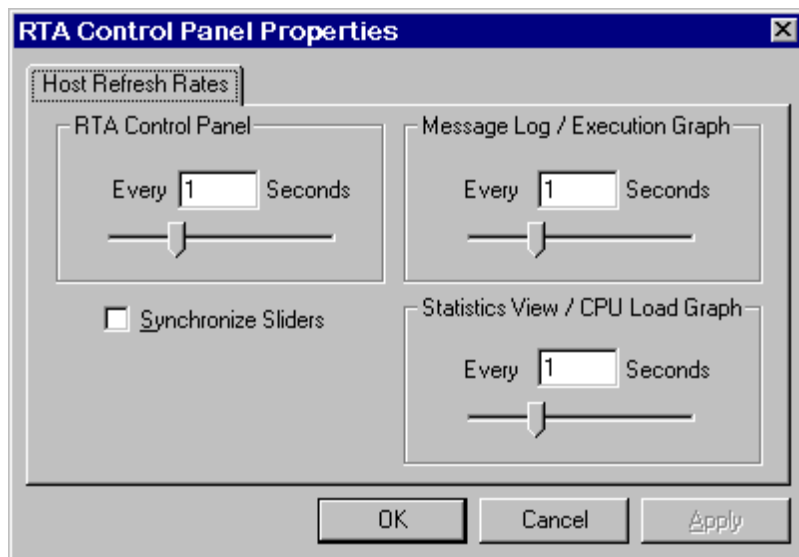 RTA Control Panel Properties
Host Refresh Rates
RTA Control Panel
Every 1 Seconds
Synchronize Sliders
Message Log / Execution Graph
Every 1 Seconds
Statistics View / CPU Load Graph
Every 1 Seconds
OK Cancel Apply